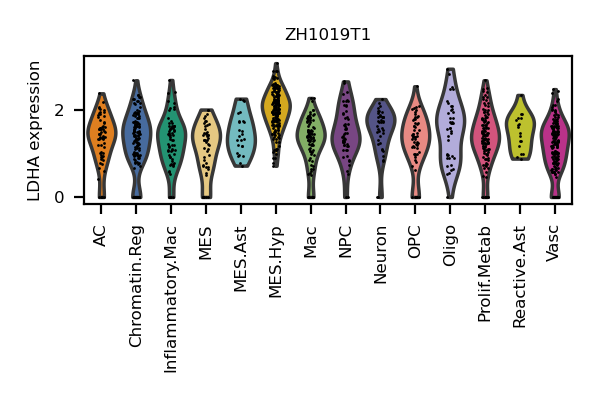 ZH1019T1
LDHA expression
2
0
AC
Chromatin.Reg
Inflammatory.Mac
MES
MES.Ast
MES.Hyp
Mac
NPC
Neuron
OPC
Oligo
Prolif.Metab
Reactive.Ast
Vasc